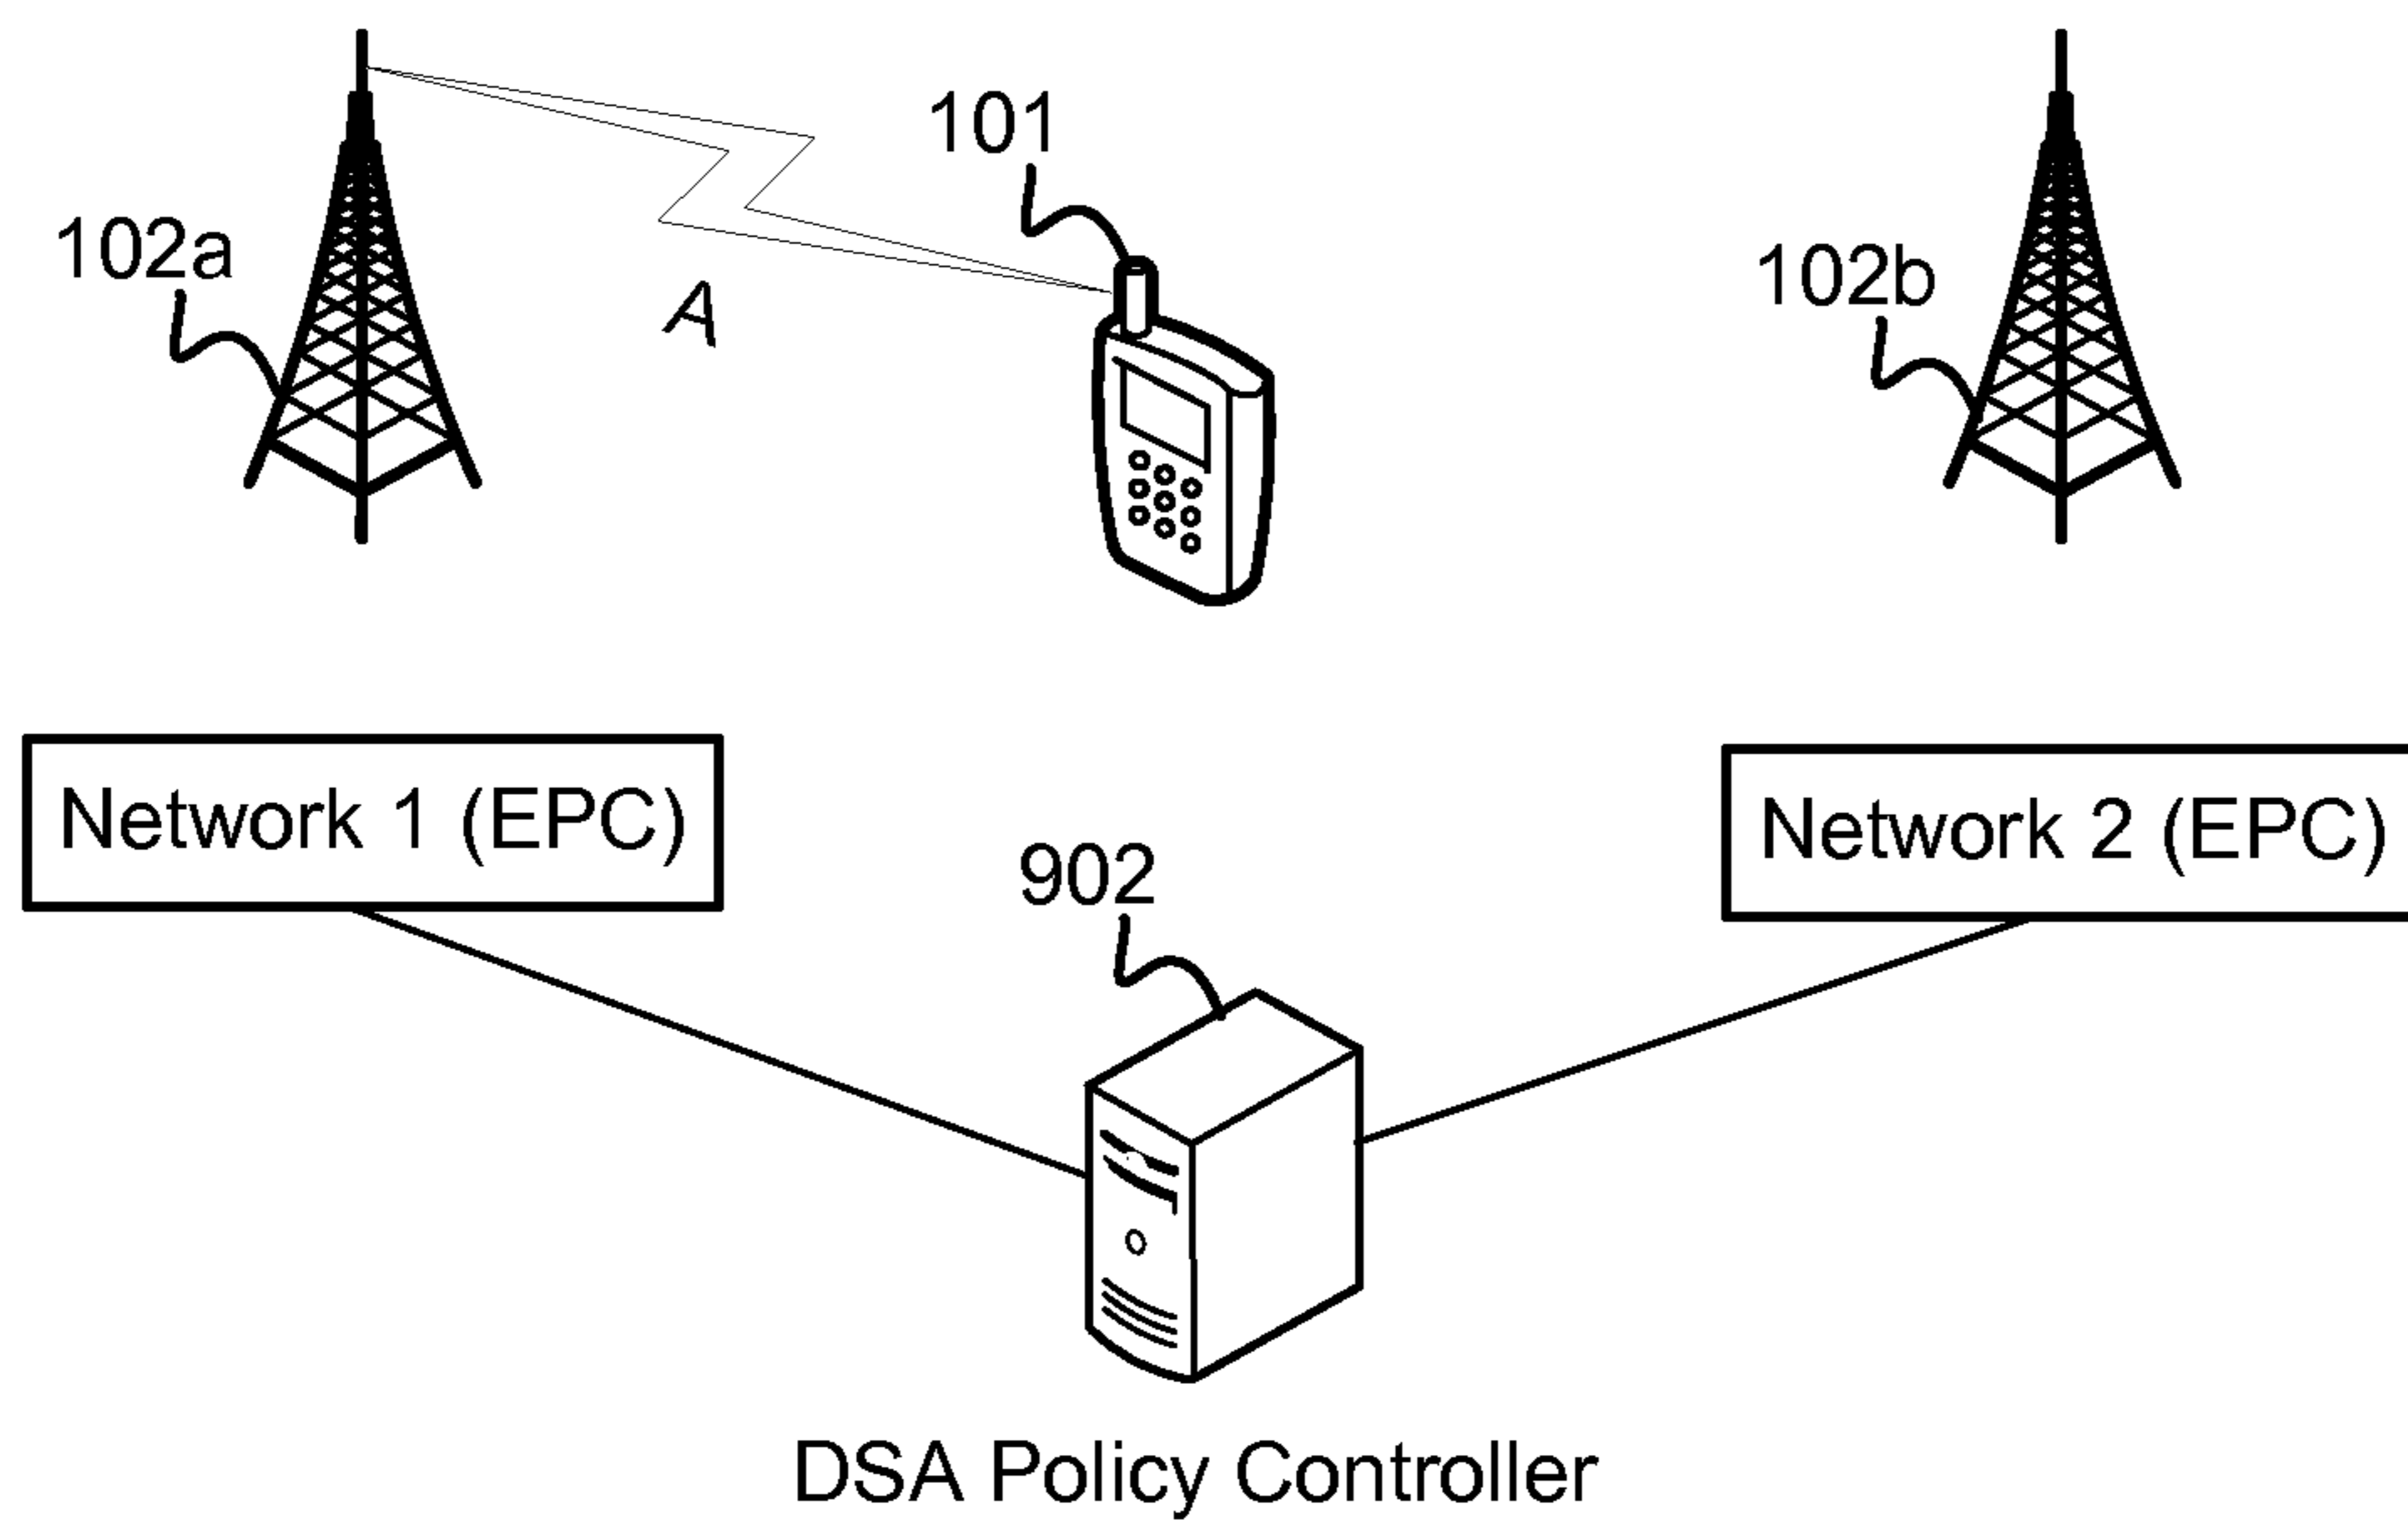 101
102a
102b
A
Network 1 (EPC)
Network 2 (EPC)
902
DSA Policy Controller